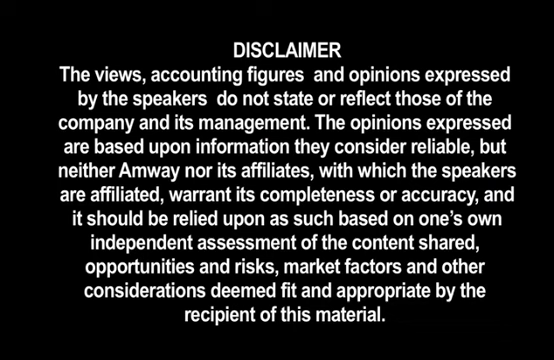 DISCLAIMER
The views, accounting figures and opinions expressed
by the speakers do not state or reflect those of the
company and its management. The opinions expressed
are based upon information they consider reliable, but
neither Amway nor its affiliates, with which the speakers
are affiliated, warrant its completeness or accuracy, and
it should be relied upon as such based on one's own
independent assessment of the content shared,
opportunities and risks, market factors and other
considerations deemed fit and appropriate by the
recipient of this material.